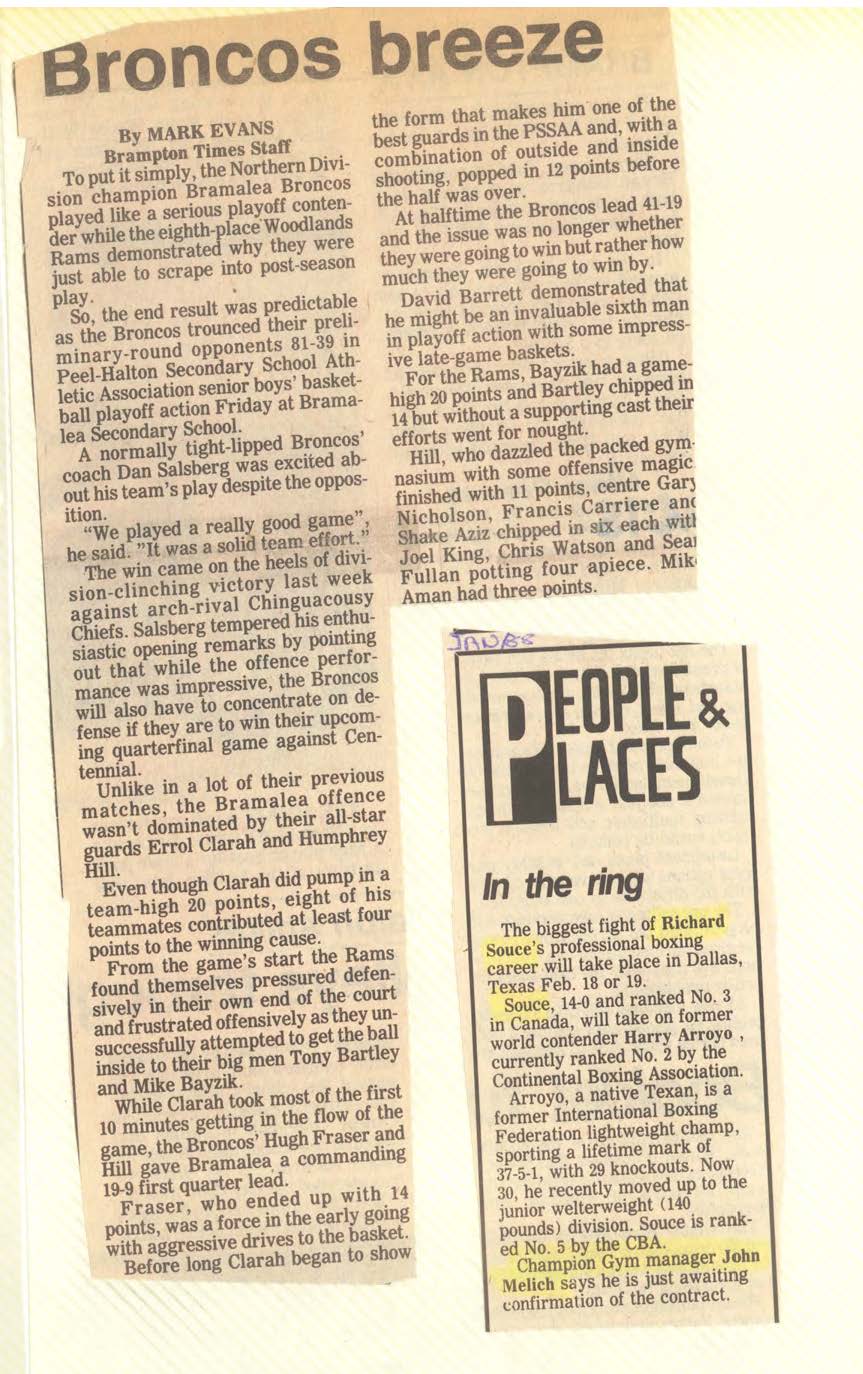 Broncos breeze
By MARK EVANS
Brampton Times Staff
To put it simply, the Northern Divi-
sion champion Bramalea Broncos
played like a serious playoff conten-
der while the eighth-place Woodlands
Rams demonstrated why they were
just able to scrape into post-season
play.
So, the end result was predictable
as the Broncos trounced their preli-
minary-round opponents 81-39 in
Peel-Halton Secondary School Ath-
letic Association senior boys' basket-
ball playoff action Friday at Brama-
lea Secondary School.
A normally tight-lipped Broncos'
coach Dan Salsberg was excited ab-
out his team's play despite the oppos-
ition.
"We played a really good game",
he said. "It was a solid team effort."
The win came on the heels of divi-
sion-clinching victory last week
against arch-rival Chinguacousy
Chiefs. Salsberg tempered his enthu-
siastic opening remarks by pointing
out that while the offence perfor-
mance was impressive, the Broncos
will also have to concentrate on de-
fense if they are to win their upcom-
ing quarterfinal game against Cen-
tennial.
Unlike in a lot of their previous
matches, the Bramalea offence
wasn't dominated by their all-star
guards Errol Clarah and Humphrey
Hill.
Even though Clarah did pump in a
team-high 20 points, eight of his
teammates contributed at least four
points to the winning cause.
From the game's start the Rams
found themselves pressured defen-
sively in their own end of the court
and frustrated offensively as they un-
successfully attempted to get the ball
inside to their big men Tony Bartley
and Mike Bayzik.
While Clarah took most of the first
10 minutes getting in the flow of the
game, the Broncos' Hugh Fraser and
Hill gave Bramalea a commanding
19-9 first quarter lead.
Fraser, who ended up with 14
points, was a force in the early going
with aggressive drives to the basket.
Before long Clarah began to show
the form that makes him one of the
best guards in the PSSAA and, with a
combination of outside and inside
shooting, popped in 12 points before
the half was over.
At halftime the Broncos lead 41-19
and the issue was no longer whether
they were going to win but rather how
much they were going to win by.
David Barrett demonstrated that
he might be an invaluable sixth man
in playoff action with some impress-
ive late-game baskets.
For the Rams, Bayzik had a game-
high 20 points and Bartley chipped in
14 but without a supporting cast their
efforts went for nought.
Hill, who dazzled the packed gym-
nasium with some offensive magic
finished with 11 points, centre Gary
Nicholson, Francis Carriere and
Shake Aziz chipped in six each with
Joel King, Chris Watson and Sean
Fullan potting four apiece. Mik
Aman had three points.
PEOPLE &
PLACES
In the ring
The biggest fight of Richard
Souce's professional boxing
career will take place in Dallas,
Texas Feb. 18 or 19.
Souce, 14-0 and ranked No. 3
in Canada, will take on former
world contender Harry Arroyo ,
currently ranked No. 2 by the
Continental Boxing Association.
Arroyo, a native Texan, is a
former International Boxing
Federation lightweight champ,
sporting a lifetime mark of
37-5-1, with 29 knockouts. Now
30, he recently moved up to the
junior welterweight (140
pounds) division. Souce is rank-
ed No. 5 by the CBA.
Champion Gym manager John
Melich says he is just awaiting
confirmation of the contract.